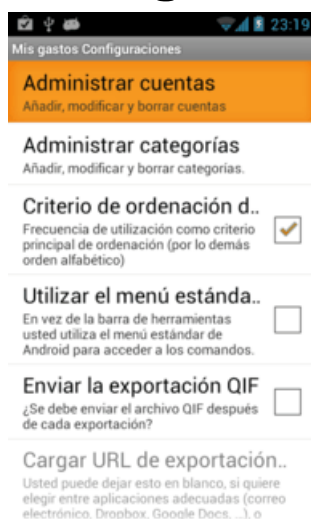 23:19
Mis gastos Configuraciones
Administrar cuentas
Añadir, modificar y borrar cuentas
Administrar categorías
Añadir, modificar y borrar categorías.
Criterio de ordenación d..
Frecuencia de utilización como criterio
principal de ordenación (por lo demás
orden alfabético)
Utilizar el menú estánda..
En vez de la barra de herramientas
usted utiliza el menú estándar de
Android para acceder a los comandos.
Enviar la exportación QIF
¿Se debe enviar el archivo QIF después
de cada exportación?
Cargar URL de exportación..
Usted puede dejar esto en blanco, si quiere
elegir entre aplicaciones adecuadas (correo
electrónico, Dropbox, Google Docs, ...), o